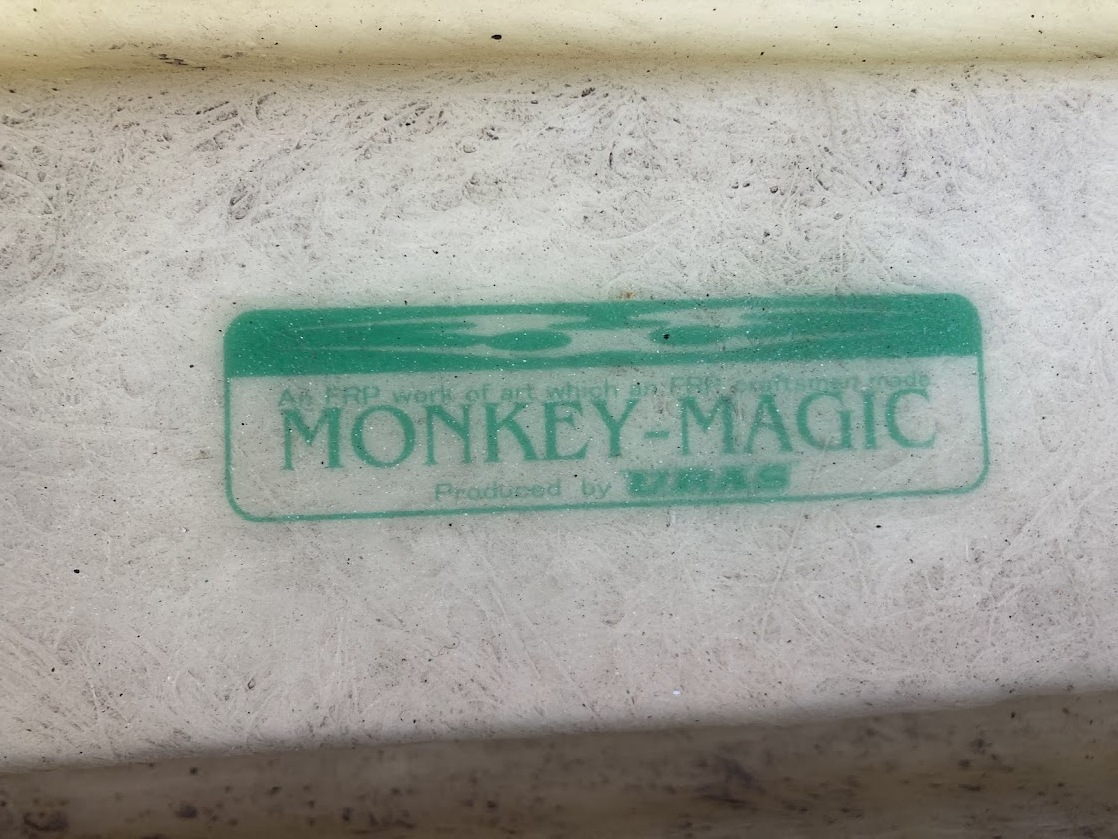 An FRP work of art which an FRP craftsman made
MONKEY-MAGIC
Produced by URAS